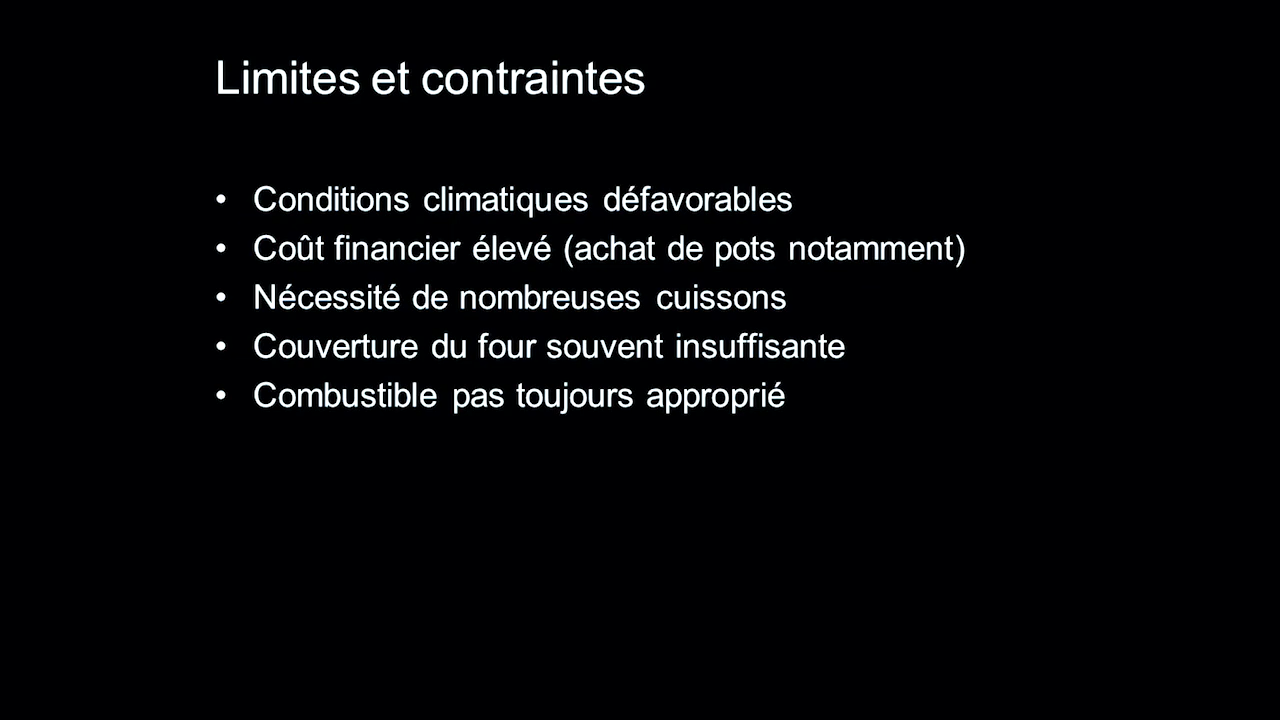 Limites et contraintes
• Conditions climatiques défavorables
• Coût financier élevé (achat de pots notamment)
• Nécessité de nombreuses cuissons
• Couverture du four souvent insuffisante
• Combustible pas toujours approprié